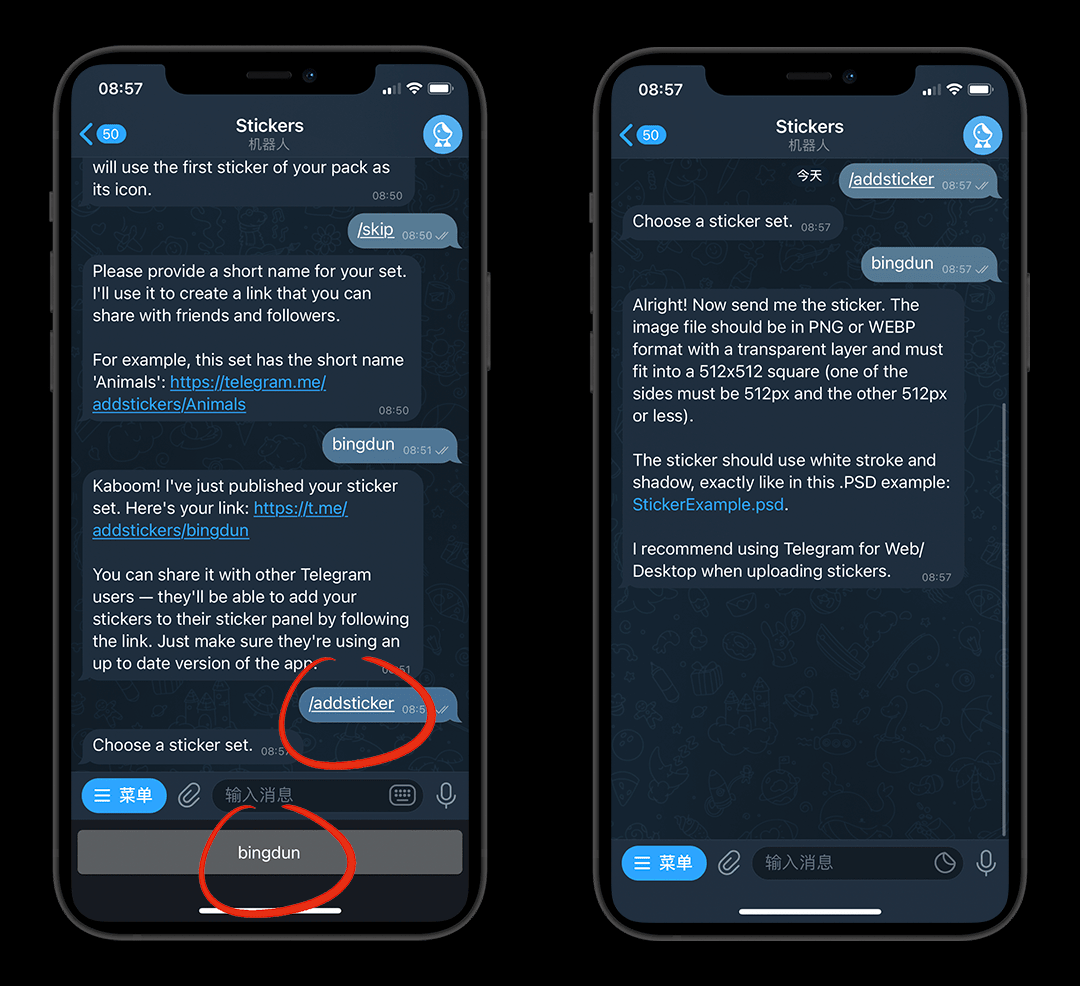 08:57
50
Stickers
机器人
will use the first sticker of your pack as
its icon.
08:50
/skip 08:50
Please provide a short name for your set.
I'll use it to create a link that you can
share with friends and followers.
For example, this set has the short name
'Animals': https://telegram.me/
addstickers/Animals
08:50
bingdun 08:51
Kaboom! I've just published your sticker
set. Here's your link: https://t.me/
addstickers/bingdun
You can share it with other Telegram
users — they'll be able to add your
stickers to their sticker panel by following
the link. Just make sure they're using an
up to date version of the app.
08:51
/addsticker
Choose a sticker set. 08:57
菜单
输入消息
bingdun
08:57
50
Stickers
机器人
今天
/addsticker 08:57
Choose a sticker set. 08:57
bingdun 08:57
Alright! Now send me the sticker. The
image file should be in PNG or WEBP
format with a transparent layer and must
fit into a 512x512 square (one of the
sides must be 512px and the other 512px
or less).
The sticker should use white stroke and
shadow, exactly like in this .PSD example:
StickerExample.psd.
I recommend using Telegram for Web/
Desktop when uploading stickers. 08:57
菜单
输入消息